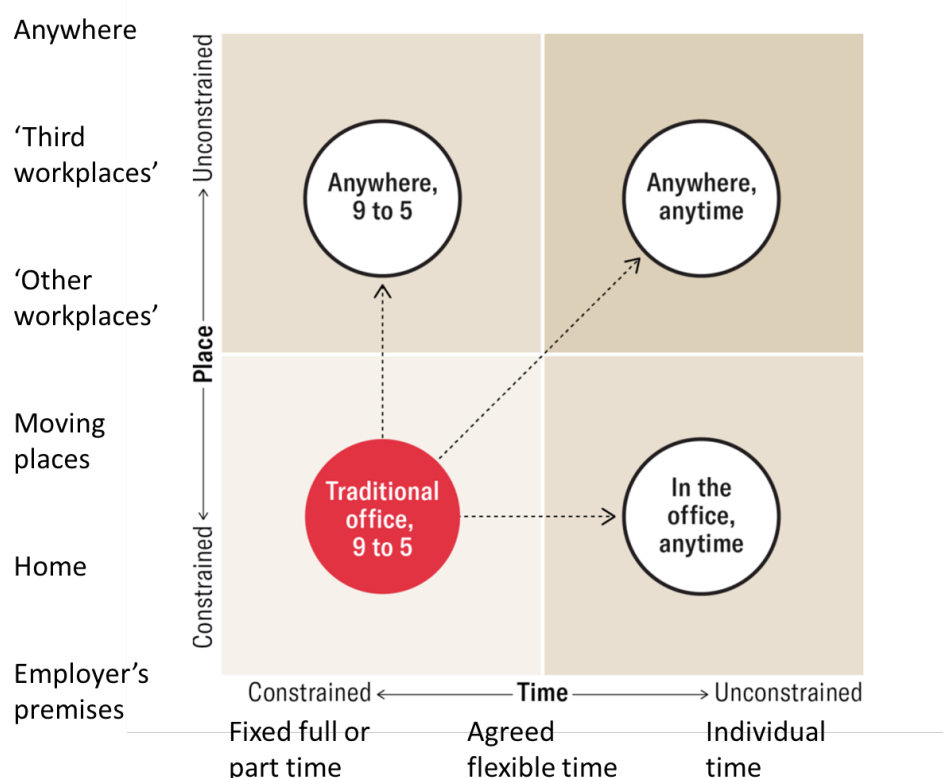 Anywhere
‘Third
workplaces’
‘Other
workplaces’
Moving
places
Home
Employer’s
premises
Unconstrained
Place
Constrained
Anywhere,
9 to 5
Anywhere,
anytime
Traditional
office,
9 to 5
In the
office,
anytime
Constrained
Time
Unconstrained
Fixed full or
part time
Agreed
flexible time
Individual
time